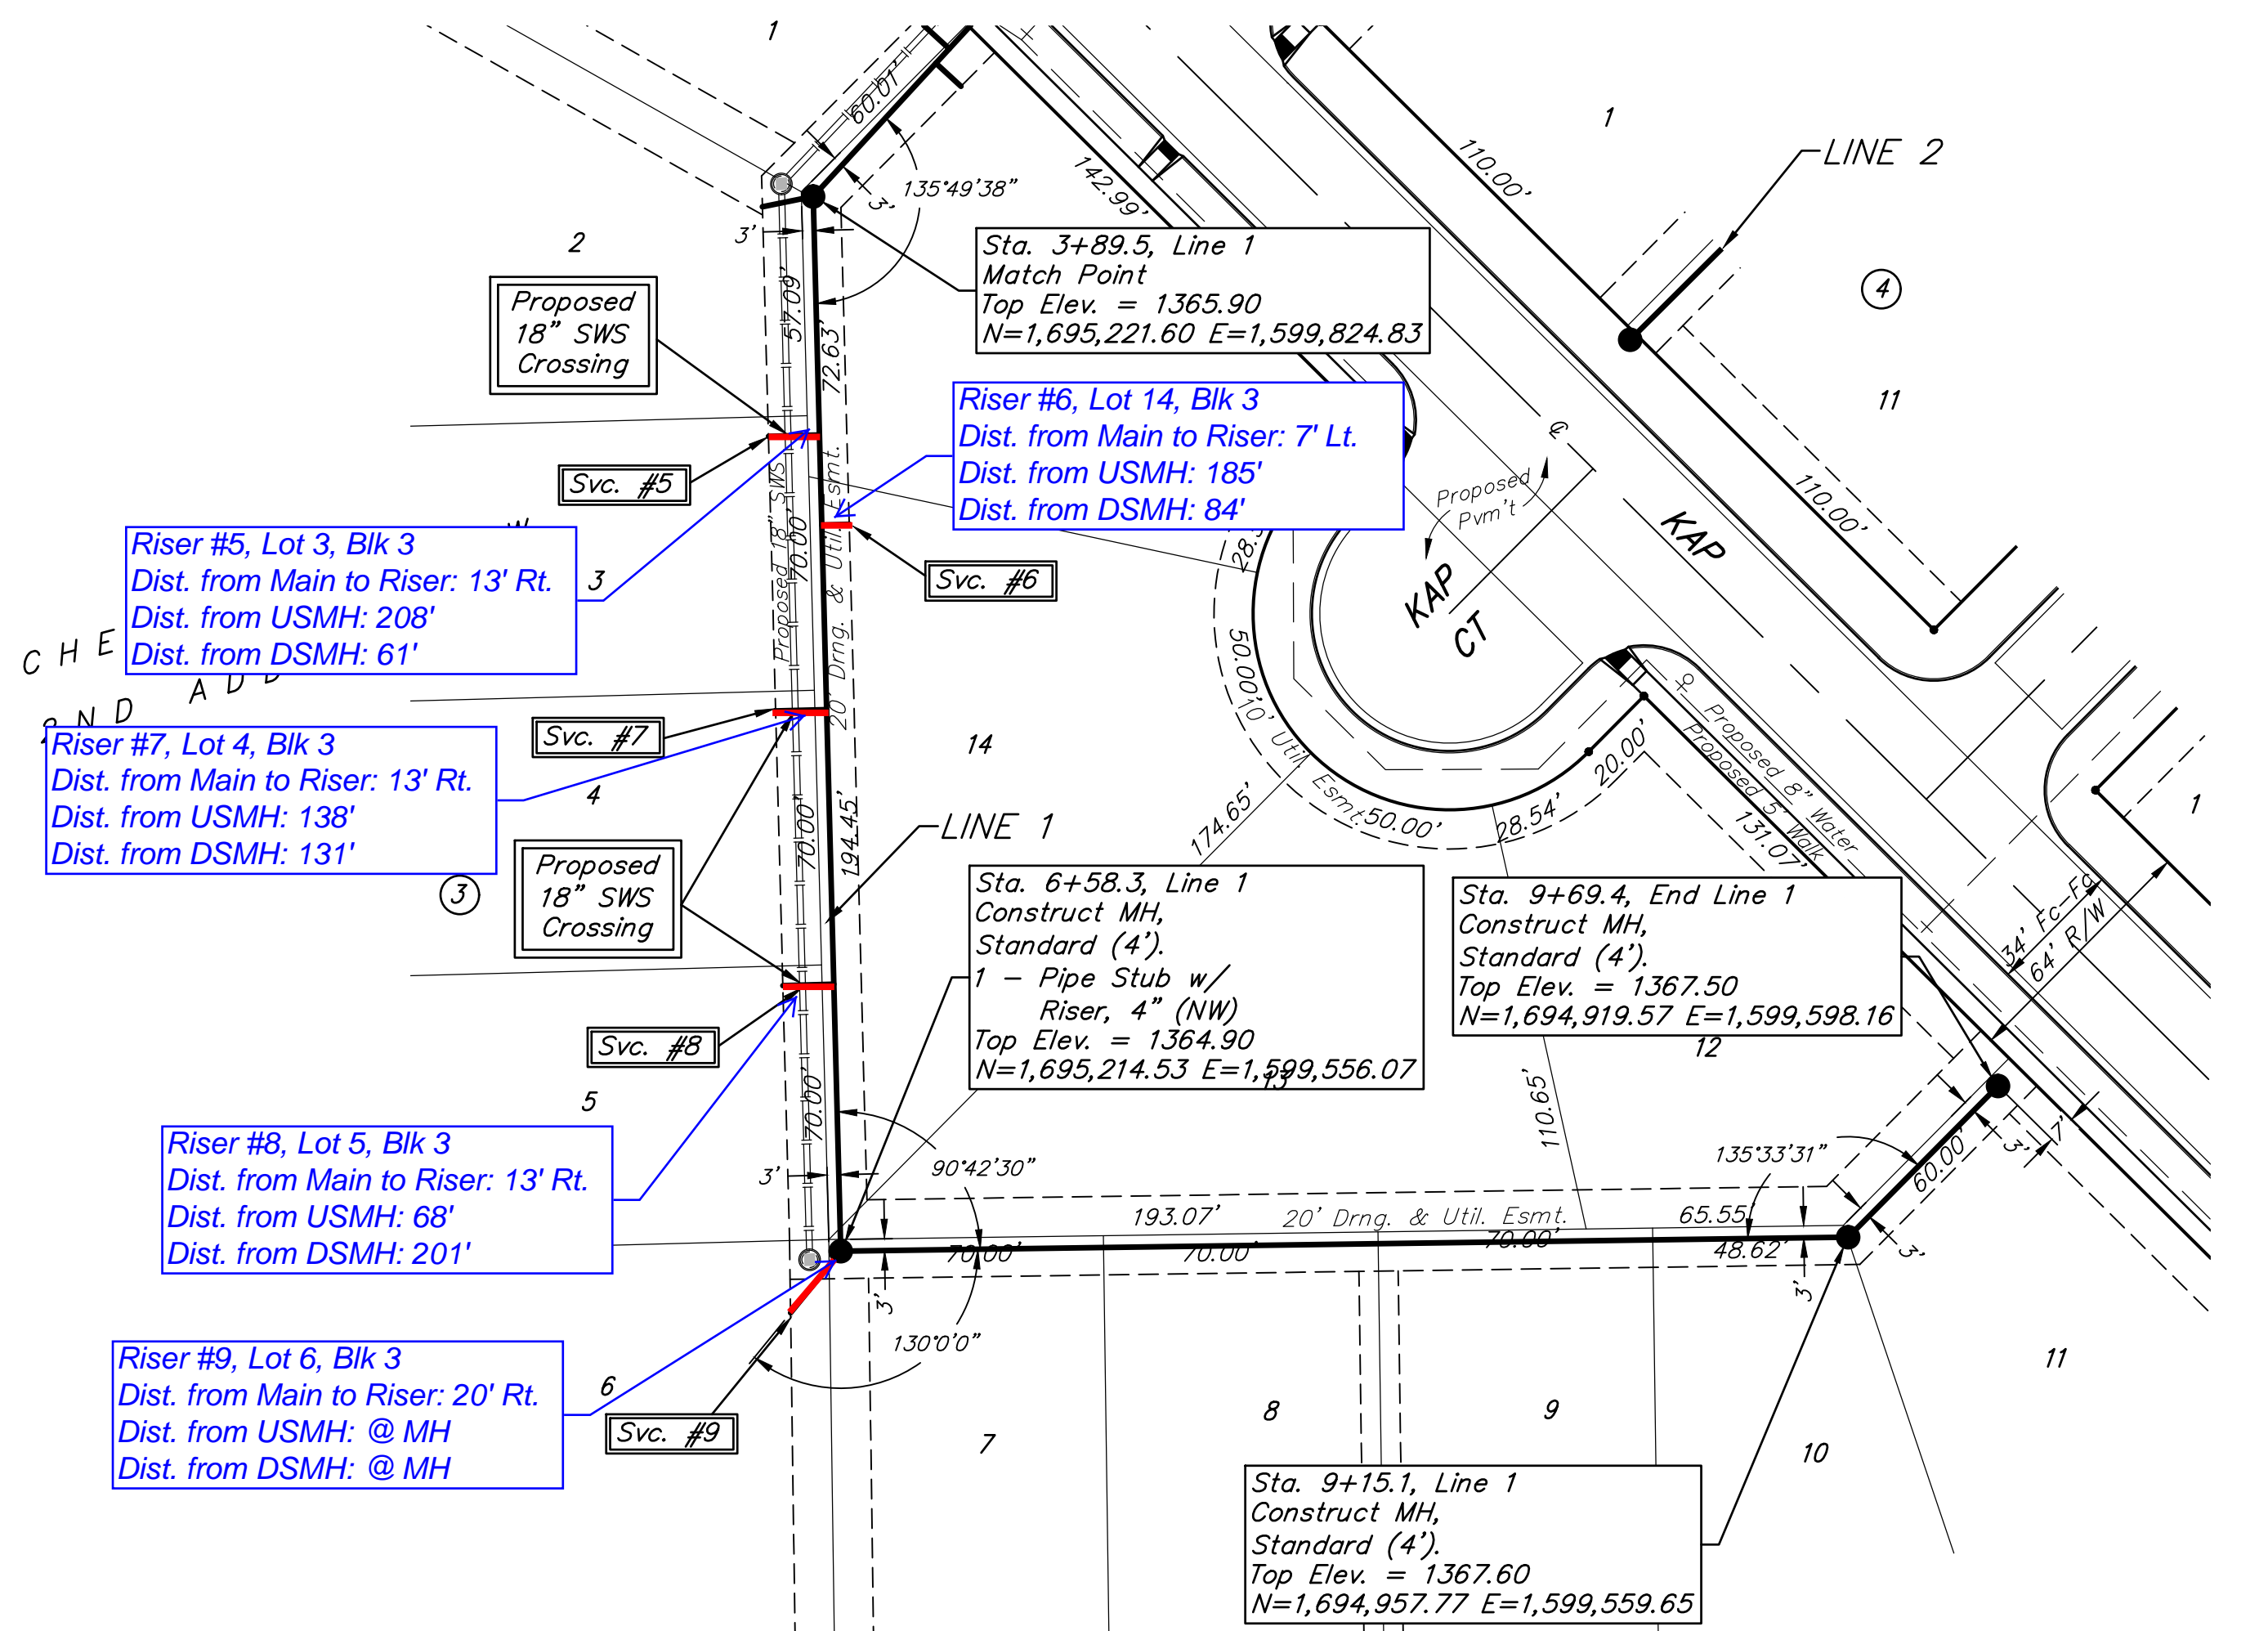 1
60.01'
135°49'38"
3'
3'
142.99'
110.00'
1
LINE 2
4
11
110.00'
2
Proposed
18" SWS
Crossing
57.09'
72.63'
Sta. 3+89.5, Line 1
Match Point
Top Elev. = 1365.90
N=1,695,221.60 E=1,599,824.83
Riser #6, Lot 14, Blk 3
Dist. from Main to Riser: 7' Lt.
Dist. from USMH: 185'
Dist. from DSMH: 84'
Svc. #5
Svc. #6
Riser #5, Lot 3, Blk 3
Dist. from Main to Riser: 13' Rt.
Dist. from USMH: 208'
Dist. from DSMH: 61'
3
Proposed 18" SWS
70.00'
20' Drng. & Util. Esmt.
CHE
2ND ADD
Proposed
Pvm't
KAP
KAP
CT
50.00'
10' Util. Esmt.
50.00'
28.54'
20.00'
174.65'
Svc. #7
Riser #7, Lot 4, Blk 3
Dist. from Main to Riser: 13' Rt.
Dist. from USMH: 138'
Dist. from DSMH: 131'
4
14
LINE 1
70.00'
194.45'
3
Proposed
18" SWS
Crossing
Proposed 8" Water
Proposed 5' Walk
131.07'
34' Fc-Fc
64' R/W
1
Sta. 6+58.3, Line 1
Construct MH,
Standard (4').
1 - Pipe Stub w/
Riser, 4" (NW)
Top Elev. = 1364.90
N=1,695,214.53 E=1,599,556.07
13
Sta. 9+69.4, End Line 1
Construct MH,
Standard (4').
Top Elev. = 1367.50
N=1,694,919.57 E=1,599,598.16
12
110.65'
Svc. #8
5
70.00'
Riser #8, Lot 5, Blk 3
Dist. from Main to Riser: 13' Rt.
Dist. from USMH: 68'
Dist. from DSMH: 201'
3'
90°42'30"
135°33'31"
60.00'
3'
7'
3'
193.07'
20' Drng. & Util. Esmt.
65.55'
70.00'
70.00'
70.00'
48.62'
3'
3'
130°0'0"
Riser #9, Lot 6, Blk 3
Dist. from Main to Riser: 20' Rt.
Dist. from USMH: @ MH
Dist. from DSMH: @ MH
6
Svc. #9
7
8
9
10
11
Sta. 9+15.1, Line 1
Construct MH,
Standard (4').
Top Elev. = 1367.60
N=1,694,957.77 E=1,599,559.65